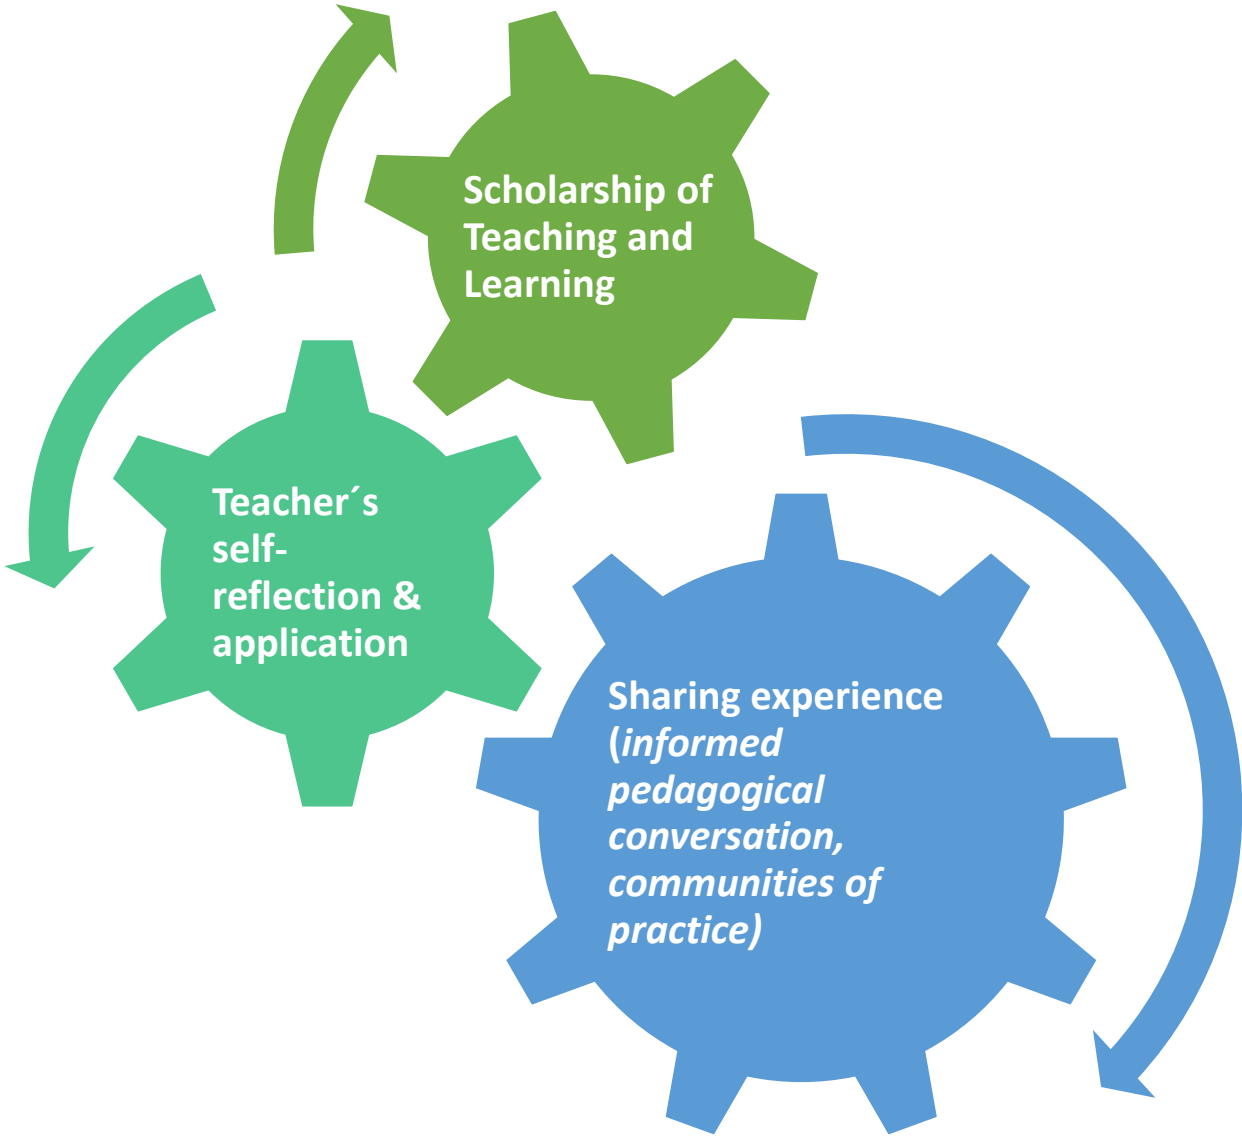 Scholarship of
Teaching and
Learning
Teacher´s
self-
reflection &
application
Sharing experience
(informed
pedagogical
conversation,
communities of
practice)